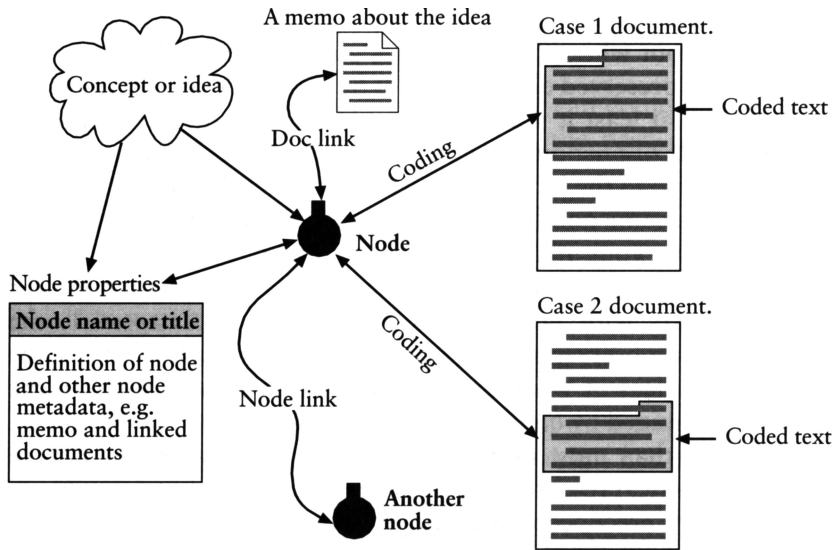 A memo about the idea
Case 1 document.
Concept or idea
Coded text
Doc link
Coding
Node
Node properties
Node name or title
Definition of node
and other node
metadata, e.g.
memo and linked
documents
Case 2 document.
Coding
Node link
Coded text
Another
node